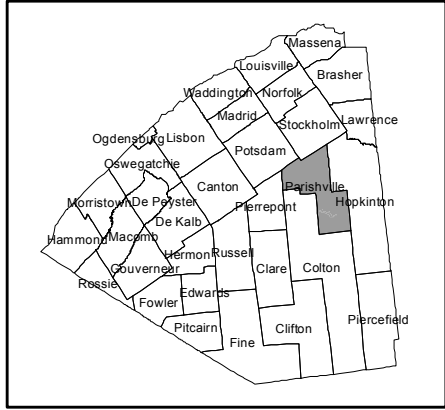 Massena
Louisville
Brasher
Waddington
Norfolk
Lawrence
Madrid
Stockholm
Ogdensburg
Lisbon
Potsdam
Oswegatchie
Canton
Parishville
Hopkinton
Morristown
De Peyster
Pierrepont
De Kalb
Hammond
Macomb
Hermon
Russell
Gouverneur
Clare
Colton
Rossie
Edwards
Fowler
Pitcairn
Fine
Clifton
Piercefield